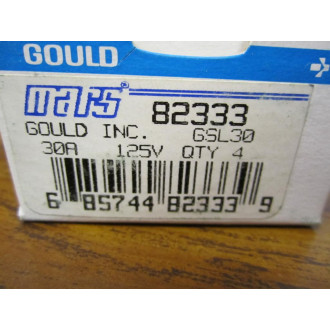 GOULD
mars® 82333
GOULD INC. GSL30
30A 125V QTY 4
6 85744 82333 9